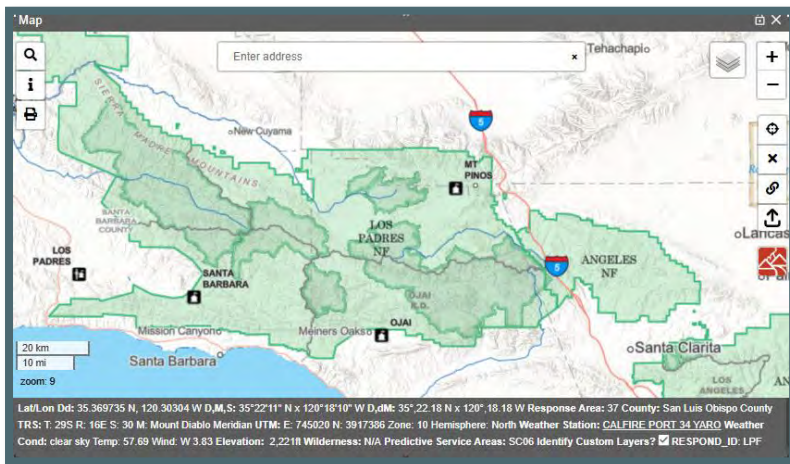 Map
Enter address
Tehachapi
5
New Cuyama
SIERRA MADRE MOUNTAINS
MT
PINOS
SANTA
BARBARA
COUNTY
LOS
PADRES
NF
LOS
PADRES
Lancas
ANGELES
NF
5
SANTA
BARBARA
OJAI
R.D.
OJAI
Mission Canyon
Meiners Oaks
20 km
10 mi
Santa Barbara
Santa Clarita
zoom: 9
LOS
ANGELES
AN
Lat/Lon Dd: 35.369735 N, 120.30304 W D,M,S: 35°22'11" N x 120°18'10" W D,dM: 35°,22.18 N x 120°,18.18 W Response Area: 37 County: San Luis Obispo County
TRS: T: 29S R: 16E S: 30 M: Mount Diablo Meridian UTM: E: 745020 N: 3917386 Zone: 10 Hemisphere: North Weather Station: CALFIRE PORT 34 YARO Weather
Cond: clear sky Temp: 57.69 Wind: W 3.83 Elevation: 2,221ft Wilderness: N/A Predictive Service Areas: SC06 Identify Custom Layers? RESPOND_ID: LPF